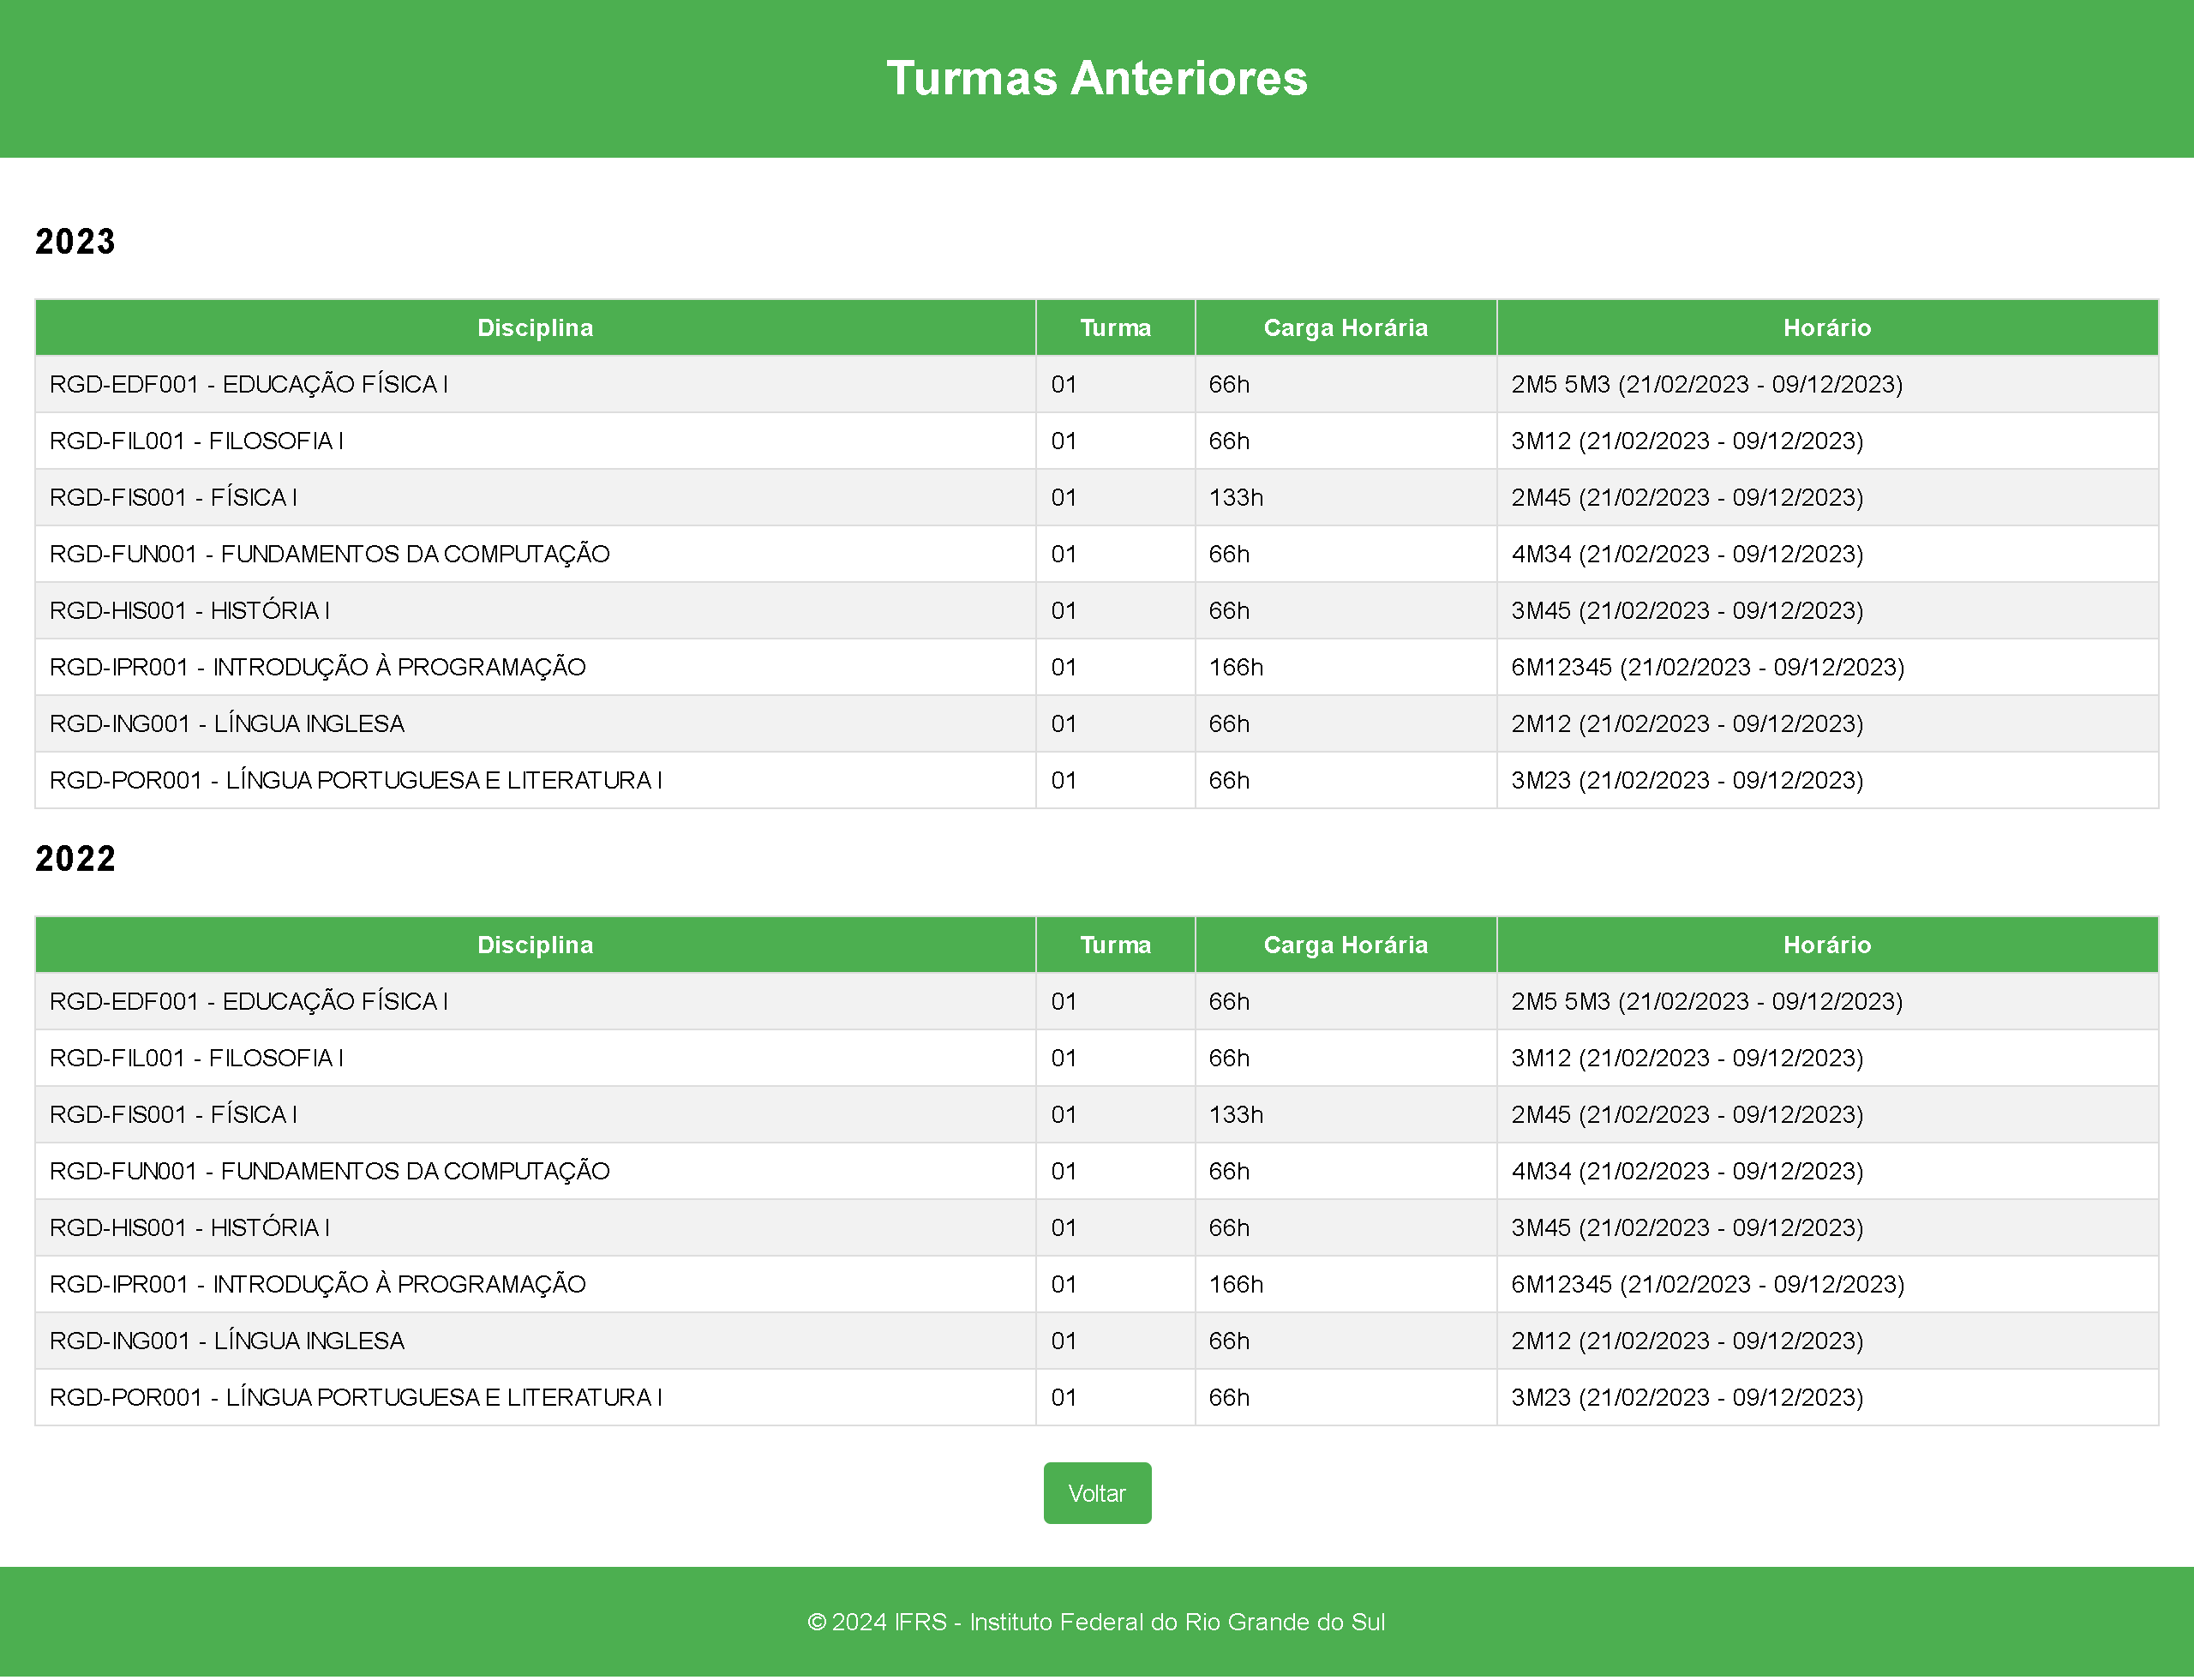 Turmas Anteriores
2023
Disciplina Turma Carga Horária Horário
RGD-EDF001 - EDUCAÇÃO FÍSICA I 01 66h 2M5 5M3 (21/02/2023 - 09/12/2023)
RGD-FIL001 - FILOSOFIA I 01 66h 3M12 (21/02/2023 - 09/12/2023)
RGD-FIS001 - FÍSICA I 01 133h 2M45 (21/02/2023 - 09/12/2023)
RGD-FUN001 - FUNDAMENTOS DA COMPUTAÇÃO 01 66h 4M34 (21/02/2023 - 09/12/2023)
RGD-HIS001 - HISTÓRIA I 01 66h 3M45 (21/02/2023 - 09/12/2023)
RGD-IPR001 - INTRODUÇÃO À PROGRAMAÇÃO 01 166h 6M12345 (21/02/2023 - 09/12/2023)
RGD-ING001 - LÍNGUA INGLESA 01 66h 2M12 (21/02/2023 - 09/12/2023)
RGD-POR001 - LÍNGUA PORTUGUESA E LITERATURA I 01 66h 3M23 (21/02/2023 - 09/12/2023)
2022
Disciplina Turma Carga Horária Horário
RGD-EDF001 - EDUCAÇÃO FÍSICA I 01 66h 2M5 5M3 (21/02/2023 - 09/12/2023)
RGD-FIL001 - FILOSOFIA I 01 66h 3M12 (21/02/2023 - 09/12/2023)
RGD-FIS001 - FÍSICA I 01 133h 2M45 (21/02/2023 - 09/12/2023)
RGD-FUN001 - FUNDAMENTOS DA COMPUTAÇÃO 01 66h 4M34 (21/02/2023 - 09/12/2023)
RGD-HIS001 - HISTÓRIA I 01 66h 3M45 (21/02/2023 - 09/12/2023)
RGD-IPR001 - INTRODUÇÃO À PROGRAMAÇÃO 01 166h 6M12345 (21/02/2023 - 09/12/2023)
RGD-ING001 - LÍNGUA INGLESA 01 66h 2M12 (21/02/2023 - 09/12/2023)
RGD-POR001 - LÍNGUA PORTUGUESA E LITERATURA I 01 66h 3M23 (21/02/2023 - 09/12/2023)
Voltar
© 2024 IFRS - Instituto Federal do Rio Grande do Sul